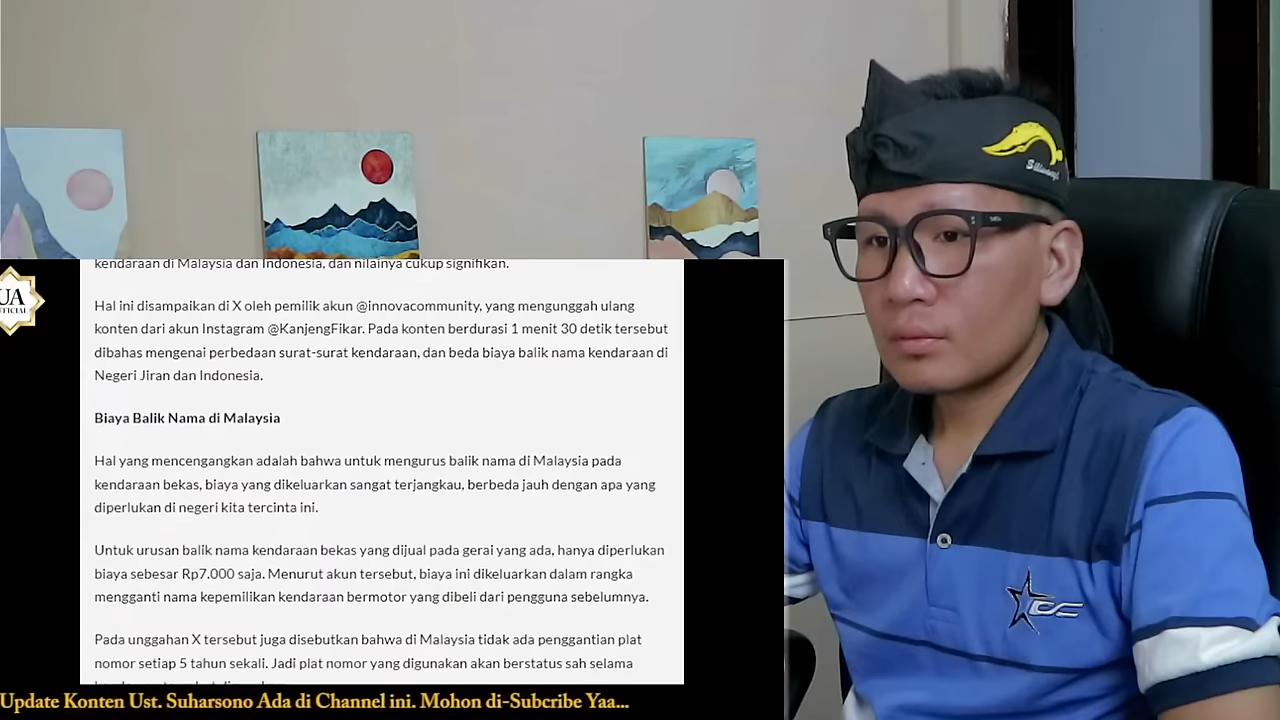 Siliwangi
kendaraan di Malaysia dan Indonesia, dan nilainya cukup signifikan.
UA
OFFICIAL
Hal ini disampaikan di X oleh pemilik akun @innovacommunity, yang mengunggah ulang
konten dari akun Instagram @KanjengFikar. Pada konten berdurasi 1 menit 30 detik tersebut
dibahas mengenai perbedaan surat-surat kendaraan, dan beda biaya balik nama kendaraan di
Negeri Jiran dan Indonesia.
Biaya Balik Nama di Malaysia
Hal yang mencengangkan adalah bahwa untuk mengurus balik nama di Malaysia pada
kendaraan bekas, biaya yang dikeluarkan sangat terjangkau, berbeda jauh dengan apa yang
diperlukan di negeri kita tercinta ini.
Untuk urusan balik nama kendaraan bekas yang dijual pada gerai yang ada, hanya diperlukan
biaya sebesar Rp7.000 saja. Menurut akun tersebut, biaya ini dikeluarkan dalam rangka
mengganti nama kepemilikan kendaraan bermotor yang dibeli dari pengguna sebelumnya.
Pada unggahan X tersebut juga disebutkan bahwa di Malaysia tidak ada penggantian plat
nomor setiap 5 tahun sekali. Jadi plat nomor yang digunakan akan berstatus sah selama
Update Konten Ust. Suharsono Ada di Channel ini. Mohon di-Subcribe Yaa...